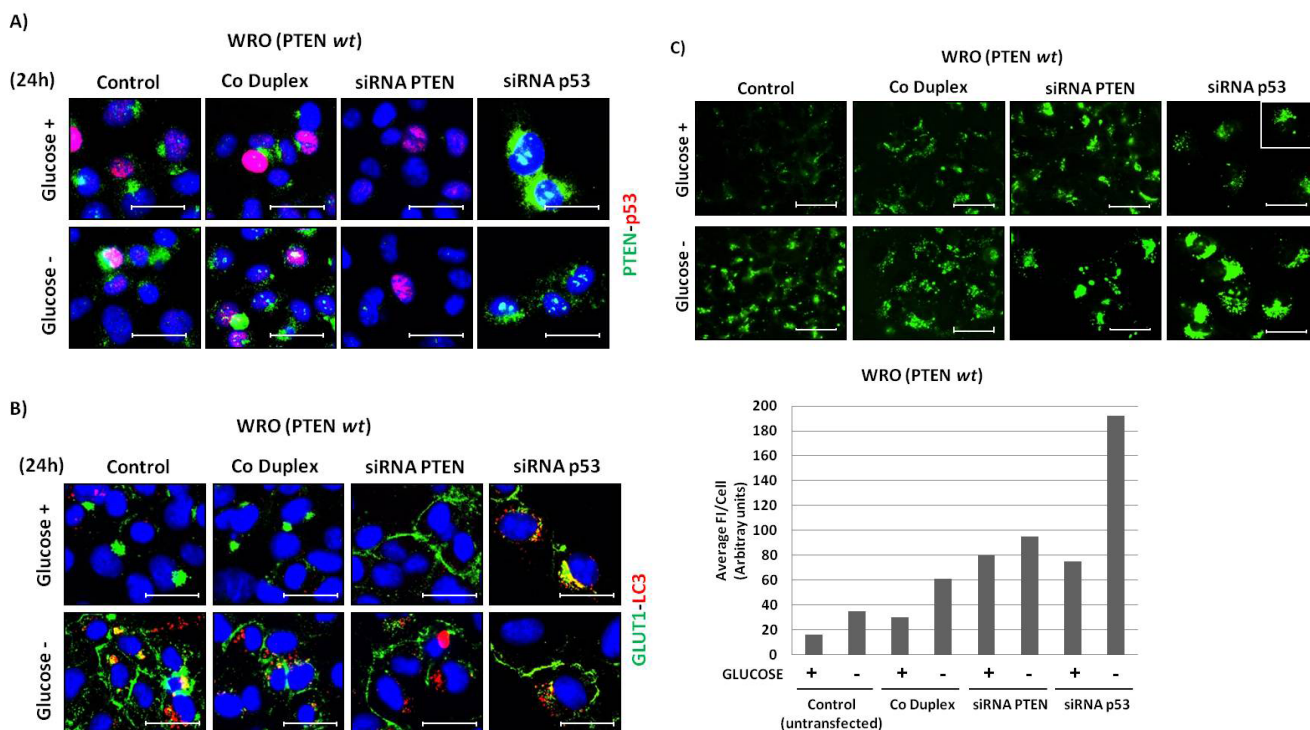 A)
WRO (PTEN wt)
(24h) Control Co Duplex siRNA PTEN siRNA p53
Glucose +
Glucose -
PTEN-p53
B)
WRO (PTEN wt)
(24h) Control Co Duplex siRNA PTEN siRNA p53
Glucose +
Glucose -
GLUT1-LC3
C)
WRO (PTEN wt)
Control Co Duplex siRNA PTEN siRNA p53
Glucose +
Glucose -
WRO (PTEN wt)
Average FI/Cell
(Arbitray units)
200
180
160
140
120
100
80
60
40
20
0
GLUCOSE + - + - + - + -
Control Co Duplex siRNA PTEN siRNA p53
(untransfected)